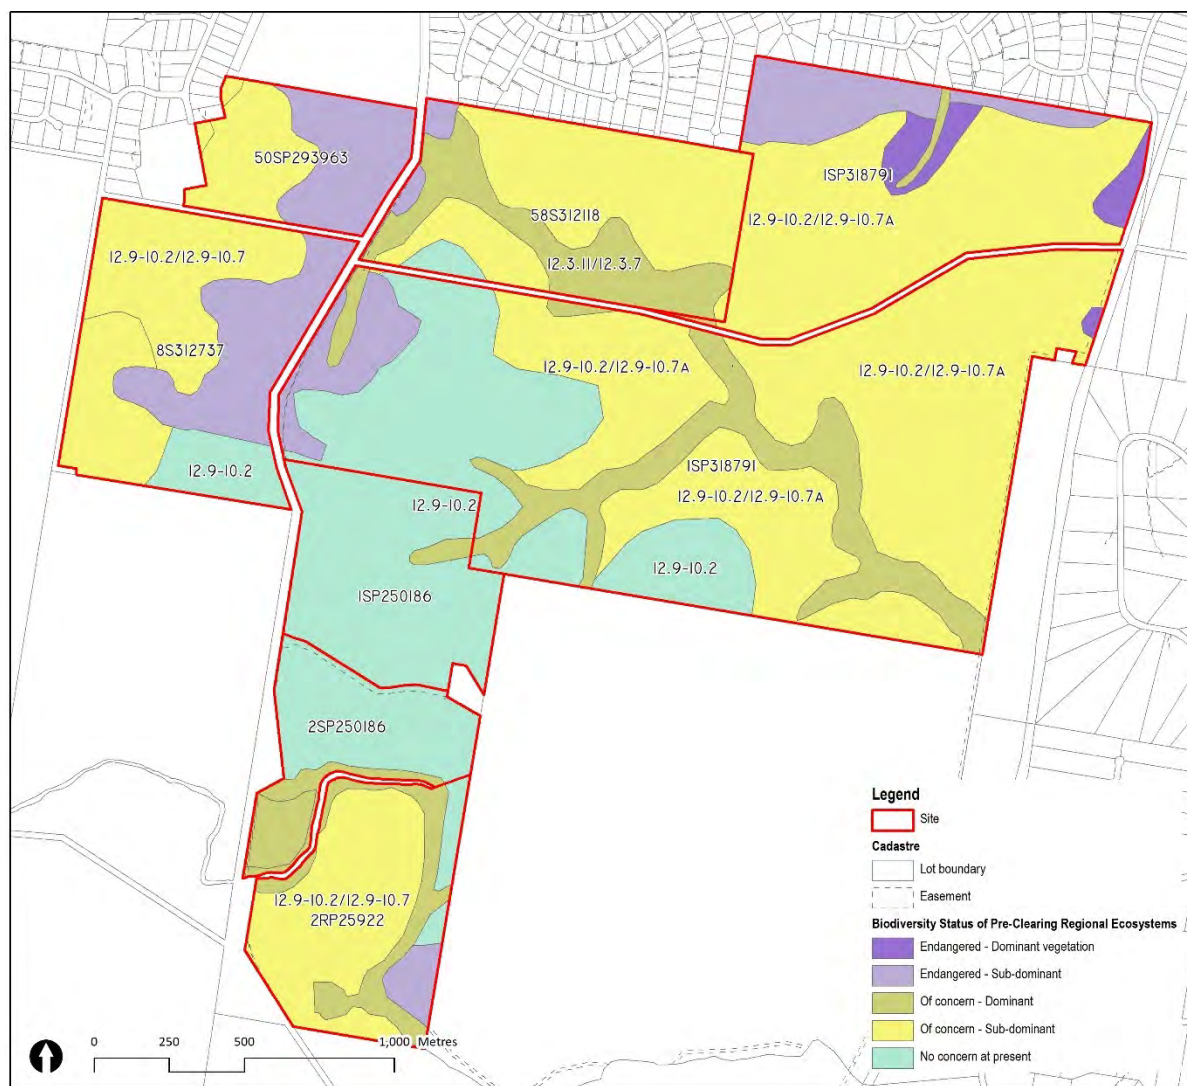 50SP293963
1SP318791
58S312118
12.9-10.2/12.9-10.7A
12.9-10.2/12.9-10.7
12.3.11/12.3.7
8S312737
12.9-10.2/12.9-10.7A
12.9-10.2/12.9-10.7A
12.9-10.2
1SP318791
12.9-10.2/12.9-10.7A
12.9-10.2
12.9-10.2
1SP250186
2SP250186
12.9-10.2/12.9-10.7
2RP25922
Legend
Site
Cadastre
Lot boundary
Easement
Biodiversity Status of Pre-Clearing Regional Ecosystems
Endangered - Dominant vegetation
Endangered - Sub-dominant
Of concern - Dominant
Of concern - Sub-dominant
No concern at present
0 250 500 1,000 Metres